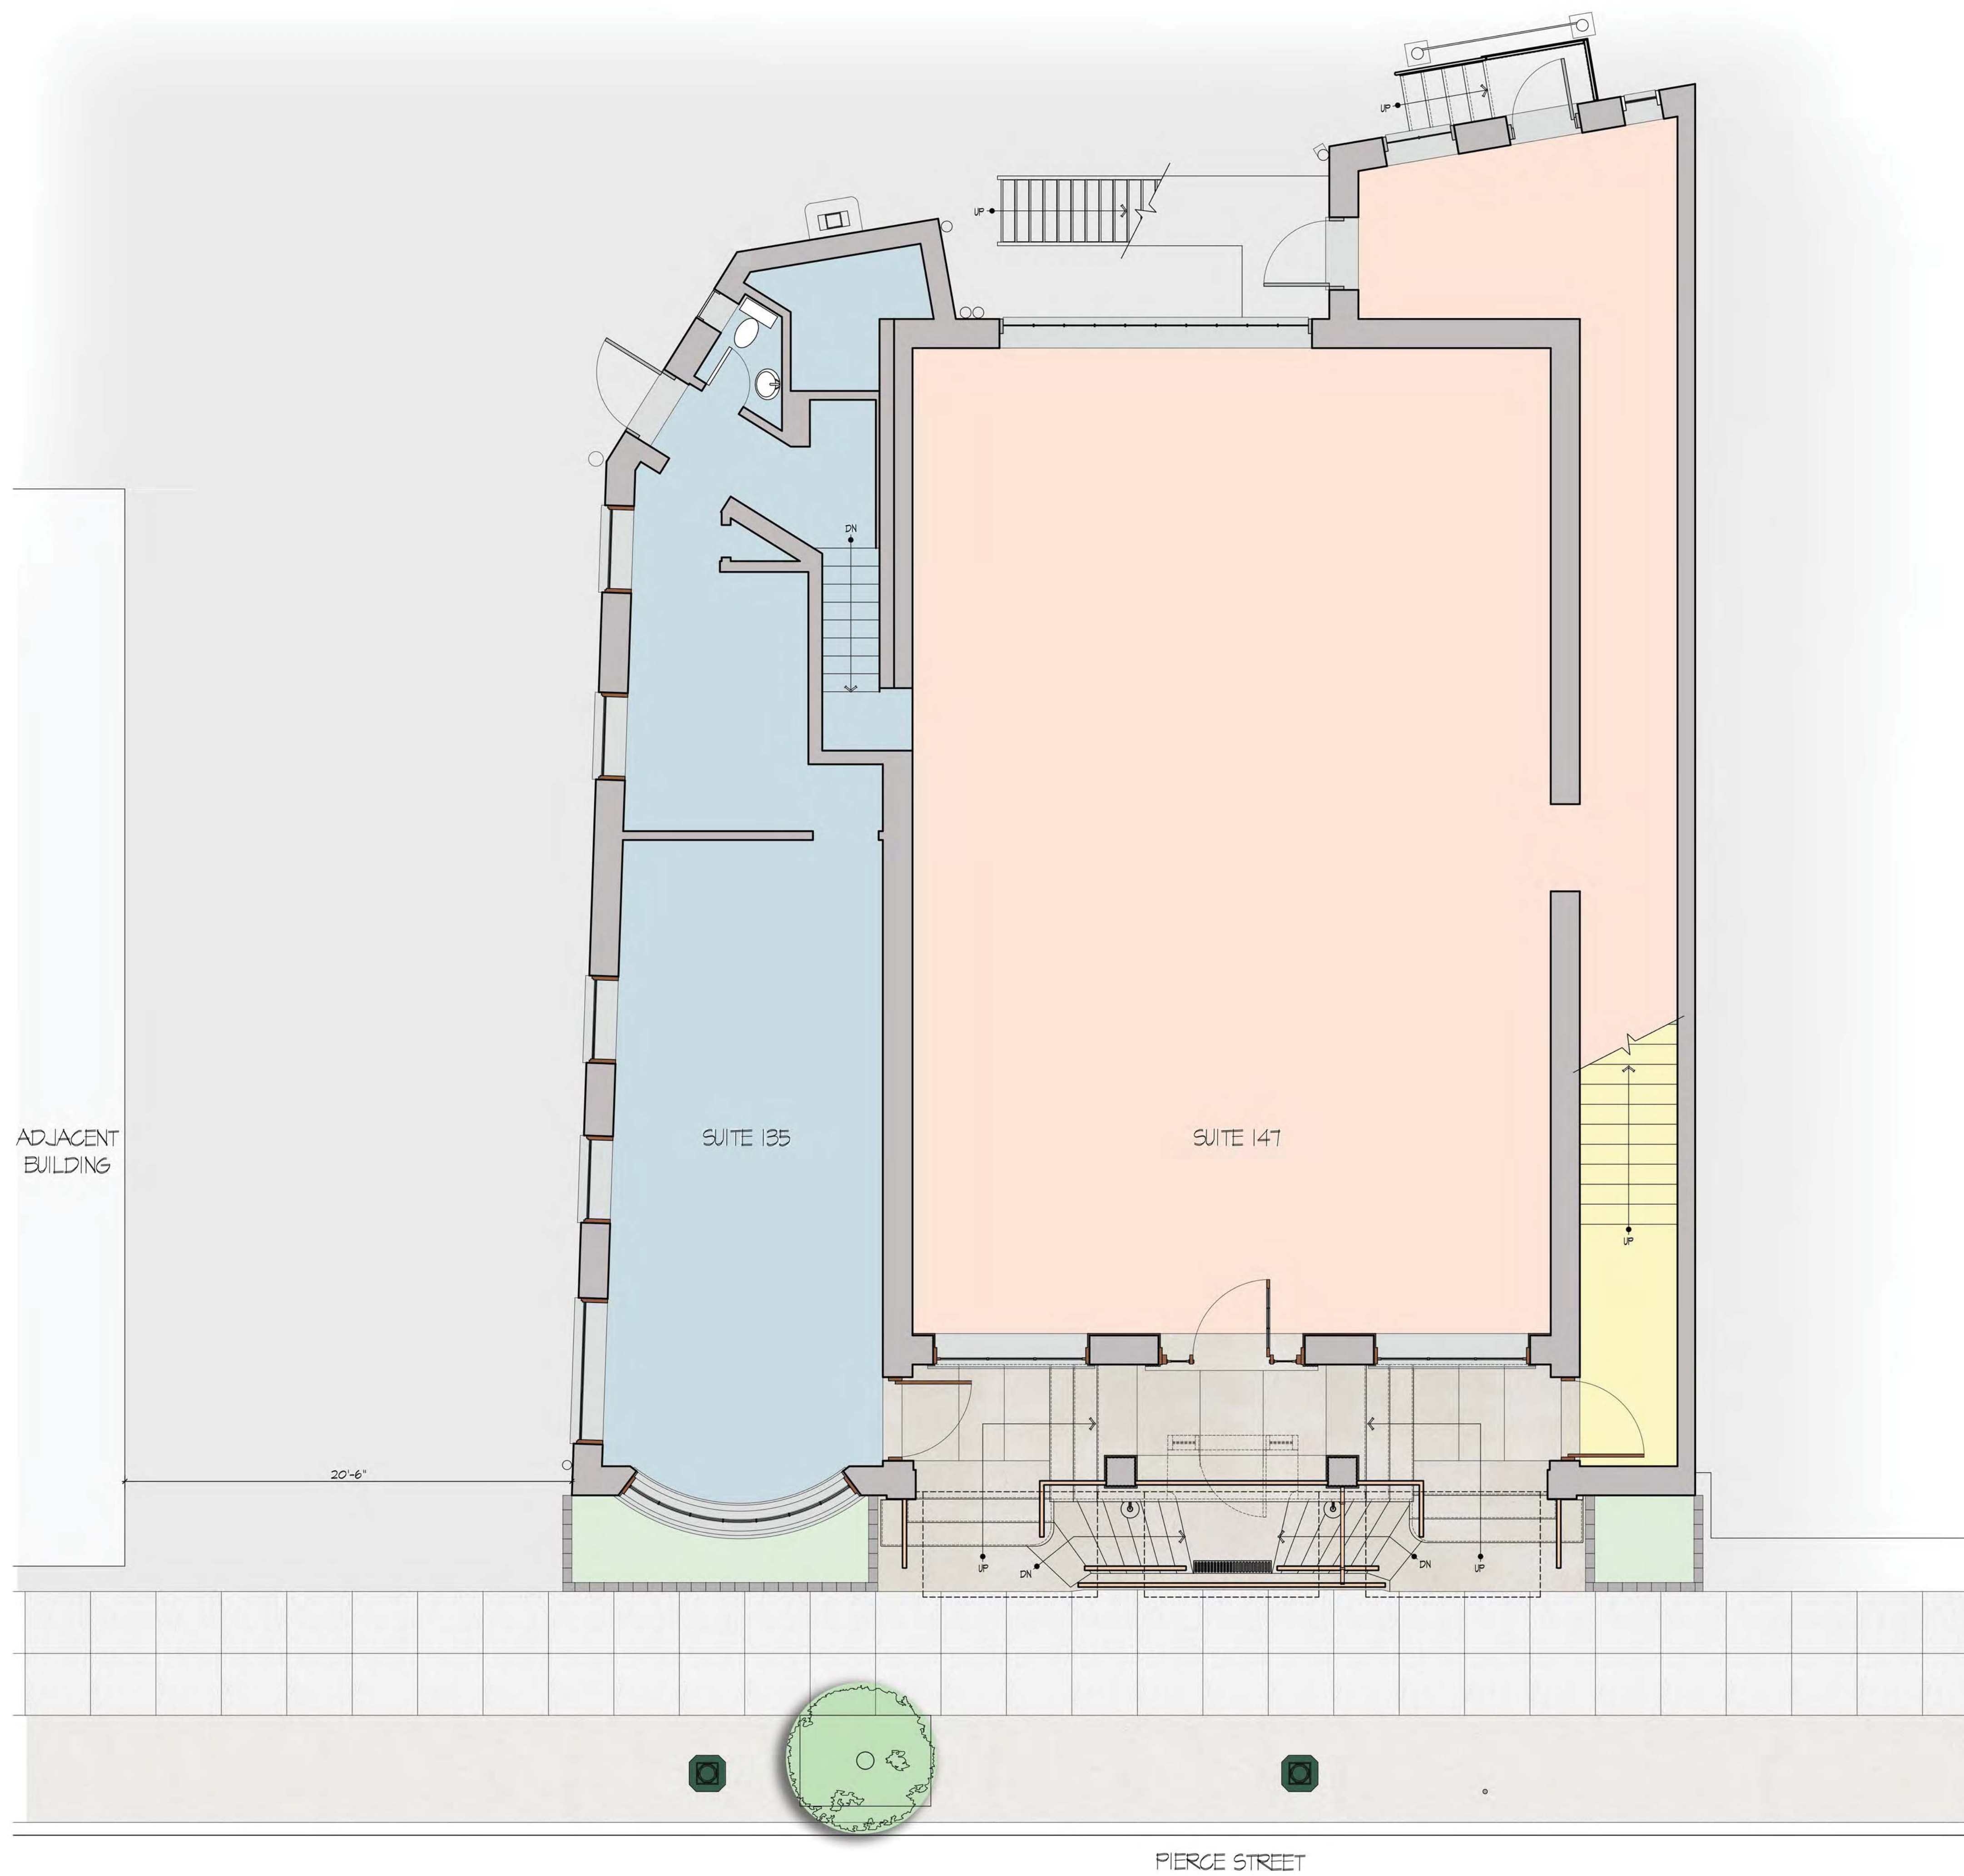 UP
UP
DN
ADJACENT
BUILDING
SUITE 135
SUITE 147
UP
20'-6"
UP
DN
DN
UP
PIERCE STREET